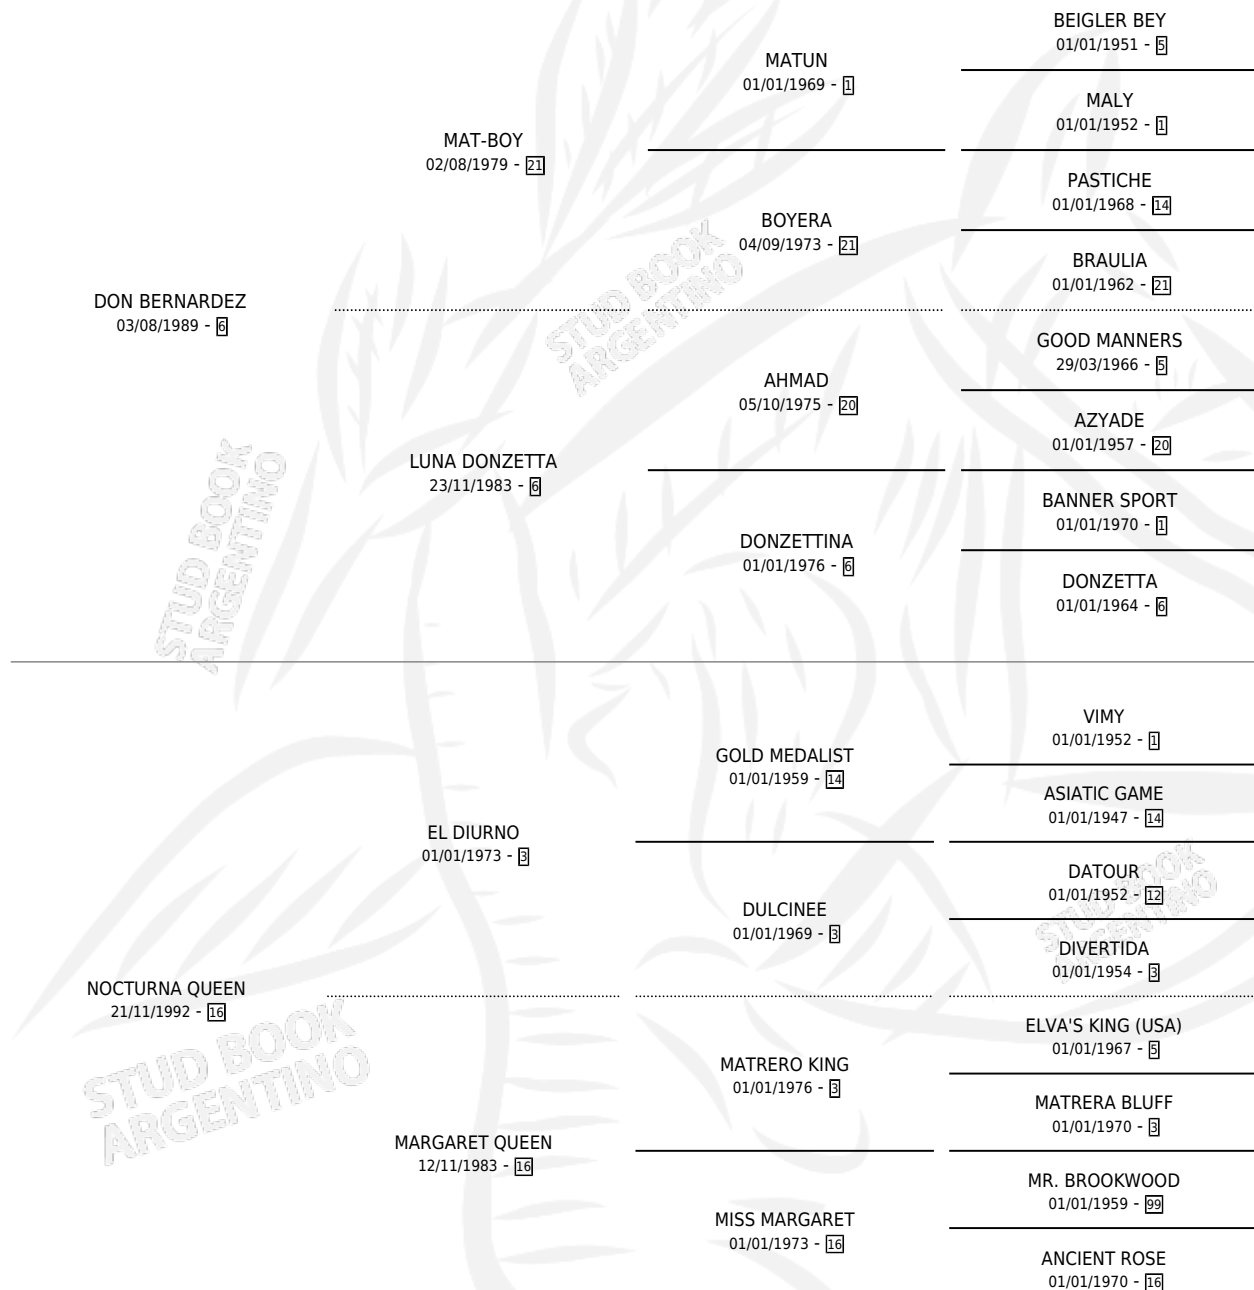 DON BERNARDEZ
03/08/1989 - 6
MAT-BOY
02/08/1979 - 21
LUNA DONZETTA
23/11/1983 - 6
MATUN
01/01/1969 - 1
BOYERA
04/09/1973 - 21
AHMAD
05/10/1975 - 20
DONZETTINA
01/01/1976 - 6
BEIGLER BEY
01/01/1951 - 5
MALY
01/01/1952 - 1
PASTICHE
01/01/1968 - 14
BRAULIA
01/01/1962 - 21
GOOD MANNERS
29/03/1966 - 5
AZYADE
01/01/1957 - 20
BANNER SPORT
01/01/1970 - 1
DONZETTA
01/01/1964 - 6
NOCTURNA QUEEN
21/11/1992 - 16
EL DIURNO
01/01/1973 - 3
MARGARET QUEEN
12/11/1983 - 16
GOLD MEDALIST
01/01/1959 - 14
DULCINEE
01/01/1969 - 3
MATRERO KING
01/01/1976 - 3
MISS MARGARET
01/01/1973 - 16
VIMY
01/01/1952 - 1
ASIATIC GAME
01/01/1947 - 14
DATOUR
01/01/1952 - 12
DIVERTIDA
01/01/1954 - 3
ELVA'S KING (USA)
01/01/1967 - 5
MATRERA BLUFF
01/01/1970 - 3
MR. BROOKWOOD
01/01/1959 - 99
ANCIENT ROSE
01/01/1970 - 16
STUD BOOK
ARGENTINO
STUD BOOK
ARGENTINO
STUD BOOK
ARGENTINO
STUD BOOK
ARGENTINO